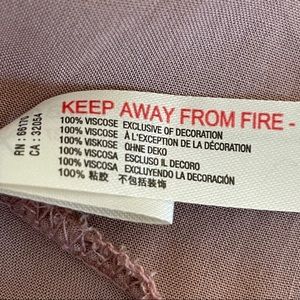 RN: 66170
CA: 32054
KEEP AWAY FROM FIRE -
100% VISCOSE EXCLUSIVE OF DECORATION
100% VISCOSE À L'EXCEPTION DE LA DÉCORATION
100% VISKOSE OHNE DEKO
100% VISCOSA ESCLUSO IL DECORO
100% VISCOSA EXCLUYENDO LA DECORACIÓN
100% 粘胶 不包括装饰